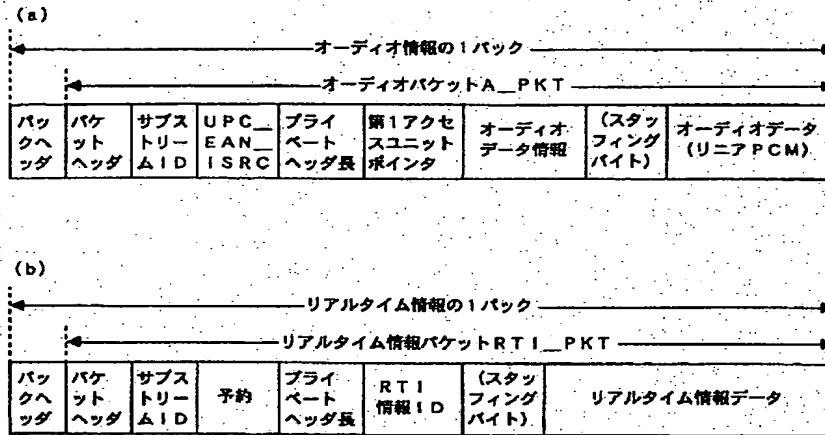 (a)
オーディオ情報の1パック
オーディオパケットA__PKT
パッ
クヘ
ッダ
パケ
ット
ヘッダ
サブス
トリー
ムID
UPC__
EAN__
ISRC
プライ
ベート
ヘッダ長
第1アクセ
スユニット
ポインタ
オーディオ
データ情報
(スタッ
フィング
バイト)
オーディオデータ
(リニアPCM)
(b)
リアルタイム情報の1パック
リアルタイム情報パケットRTI__PKT
パッ
クヘ
ッダ
パケ
ット
ヘッダ
サブス
トリー
ムID
予約
プライ
ベート
ヘッダ長
RTI
情報ID
(スタッ
フィング
バイト)
リアルタイム情報データ